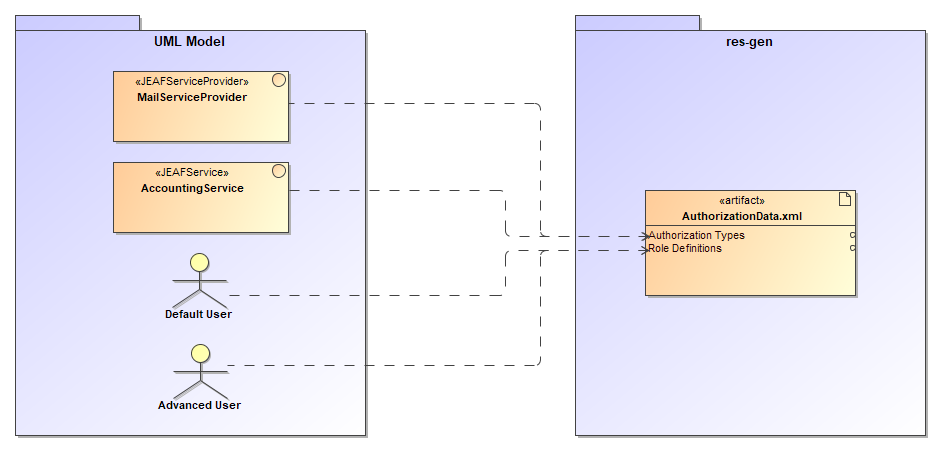 UML Model
«JEAFServiceProvider»
MailServiceProvider
«JEAFService»
AccountingService
Default User
Advanced User
res-gen
«artifact»
AuthorizationData.xml
Authorization Types
Role Definitions